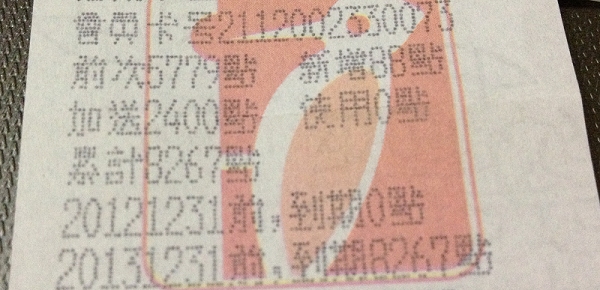 會員卡號2112002330073
前次5779點 新增88點
加送2400點 使用0點
累計8267點
20121231前,到期0點
20131231前,到期8267點